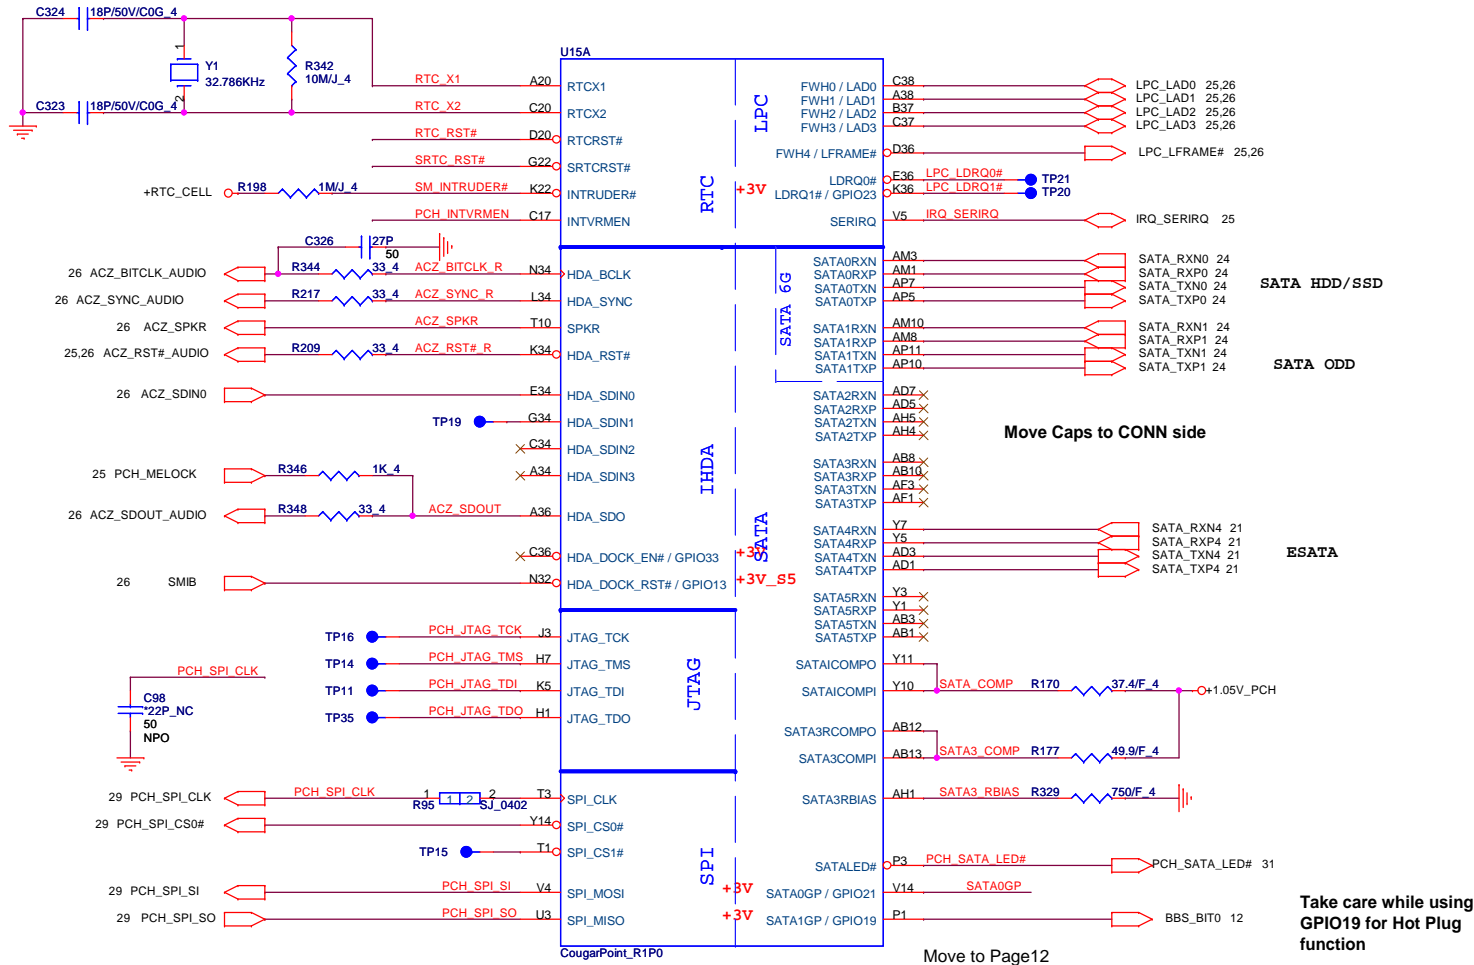 C324 18P/50V/C0G_4
1
Y1
32.786KHz
2
R342
10M/J_4
C323 18P/50V/C0G_4
RTC_X1 A20
RTC_X2 C20
RTC_RST# D20
SRTC_RST# G22
+RTC_CELL R198 1M/J_4 SM_INTRUDER# K22
PCH_INTVRMEN C17
C326 27P
50
26 ACZ_BITCLK_AUDIO R344 33_4 ACZ_BITCLK_R N34
26 ACZ_SYNC_AUDIO R217 33_4 ACZ_SYNC_R L34
26 ACZ_SPKR ACZ_SPKR T10
25,26 ACZ_RST#_AUDIO R209 33_4 ACZ_RST#_R K34
26 ACZ_SDIN0 E34
TP19 G34
C34
25 PCH_MELOCK R346 1K_4 A34
26 ACZ_SDOUT_AUDIO R348 33_4 ACZ_SDOUT A36
C36
26 SMIB N32
TP16 PCH_JTAG_TCK J3
TP14 PCH_JTAG_TMS H7
TP11 PCH_JTAG_TDI K5
TP35 PCH_JTAG_TDO H1
PCH_SPI_CLK
C98
*22P_NC
50
NPO
29 PCH_SPI_CLK PCH_SPI_CLK 1 R95 1 2 2 SJ_0402 T3
29 PCH_SPI_CS0# Y14
TP15 T1
29 PCH_SPI_SI PCH_SPI_SI V4
29 PCH_SPI_SO PCH_SPI_SO U3
U15A
RTCX1
RTCX2
RTCRST#
SRTCRST#
INTRUDER#
INTVRMEN
HDA_BCLK
HDA_SYNC
SPKR
HDA_RST#
HDA_SDIN0
HDA_SDIN1
HDA_SDIN2
HDA_SDIN3
HDA_SDO
HDA_DOCK_EN# / GPIO33
HDA_DOCK_RST# / GPIO13
JTAG_TCK
JTAG_TMS
JTAG_TDI
JTAG_TDO
SPI_CLK
SPI_CS0#
SPI_CS1#
SPI_MOSI
SPI_MISO
RTC
LPC
IHDA
SATA
SATA 6G
JTAG
SPI
+3V
+3V
+3V_S5
+3V
+3V
CougarPoint_R1P0
FWH0 / LAD0 C38 LPC_LAD0 25,26
FWH1 / LAD1 A38 LPC_LAD1 25,26
FWH2 / LAD2 B37 LPC_LAD2 25,26
FWH3 / LAD3 C37 LPC_LAD3 25,26
FWH4 / LFRAME# D36 LPC_LFRAME# 25,26
LDRQ0# E36 LPC_LDRQ0# TP21
LDRQ1# / GPIO23 K36 LPC_LDRQ1# TP20
SERIRQ V5 IRQ_SERIRQ IRQ_SERIRQ 25
SATA0RXN AM3 SATA_RXN0 24
SATA0RXP AM1 SATA_RXP0 24
SATA0TXN AP7 SATA_TXN0 24
SATA0TXP AP5 SATA_TXP0 24
SATA HDD/SSD
SATA1RXN AM10 SATA_RXN1 24
SATA1RXP AM8 SATA_RXP1 24
SATA1TXN AP11 SATA_TXN1 24
SATA1TXP AP10 SATA_TXP1 24
SATA ODD
SATA2RXN AD7
SATA2RXP AD5
SATA2TXN AH5
SATA2TXP AH4
Move Caps to CONN side
SATA3RXN AB8
SATA3RXP AB10
SATA3TXN AF3
SATA3TXP AF1
SATA4RXN Y7 SATA_RXN4 21
SATA4RXP Y5 SATA_RXP4 21
SATA4TXN AD3 SATA_TXN4 21
SATA4TXP AD1 SATA_TXP4 21
ESATA
SATA5RXN Y3
SATA5RXP Y1
SATA5TXN AB3
SATA5TXP AB1
SATAICOMPO Y11
SATAICOMPI Y10 SATA_COMP R170 37.4/F_4 +1.05V_PCH
SATA3RCOMPO AB12
SATA3COMPI AB13 SATA3_COMP R177 49.9/F_4
SATA3RBIAS AH1 SATA3_RBIAS R329 750/F_4
SATALED# P3 PCH_SATA_LED# PCH_SATA_LED# 31
SATA0GP / GPIO21 V14 SATA0GP
SATA1GP / GPIO19 P1 BBS_BIT0 12
Move to Page12
Take care while using
GPIO19 for Hot Plug
function